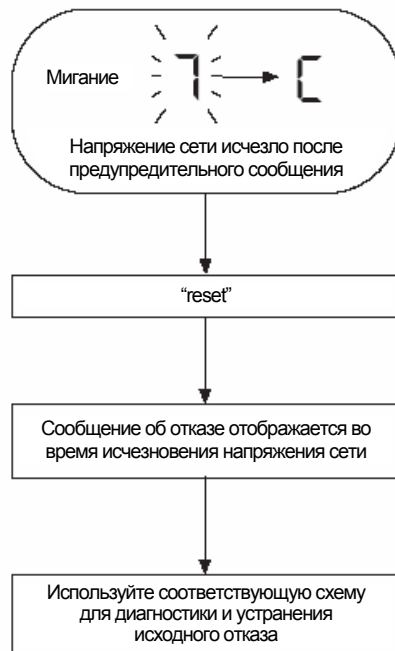 Мигание
7 C
Напряжение сети исчезло после
предупредительного сообщения
“reset”
Сообщение об отказе отображается во
время исчезновения напряжения сети
Используйте соответствующую схему
для диагностики и устранения
исходного отказа